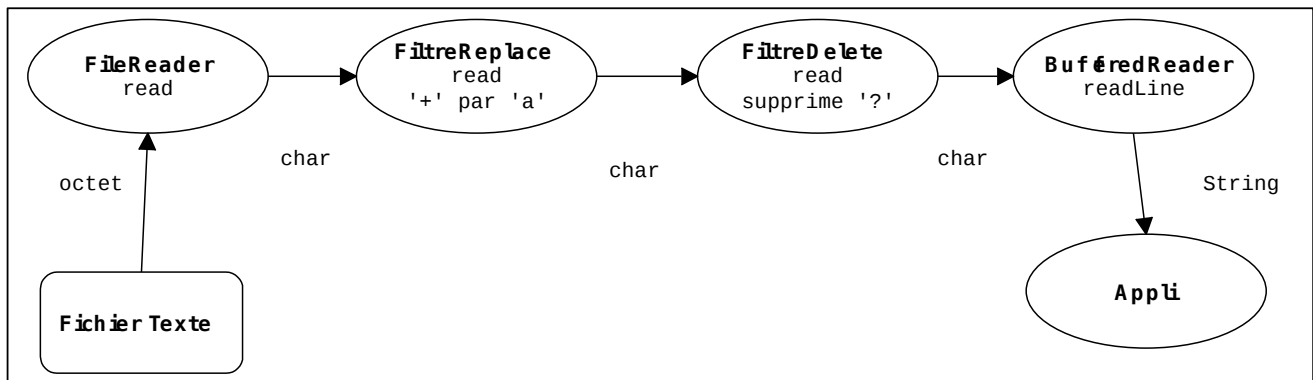 FileReader
read
FiltreReplace
read
'+' par 'a'
FiltreDelete
read
supprime '?'
BufferedReader
readLine
octet
char
char
char
String
Fichier Texte
Appli